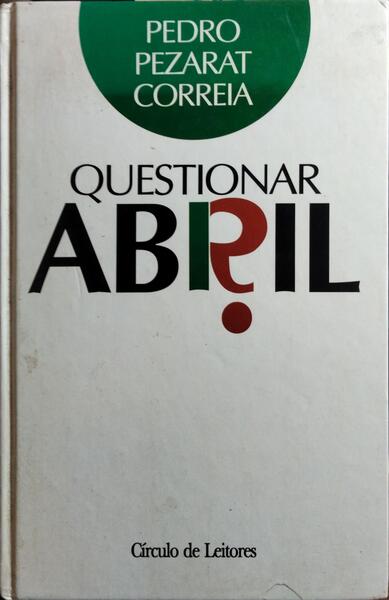 PEDRO
PEZARAT
CORREIA
QUESTIONAR
ABRIL
Círculo de Leitores